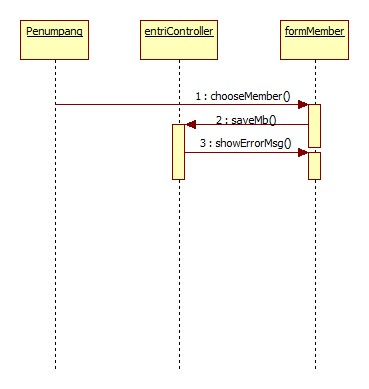 Penumpang
entriController
formMember
1 : chooseMember()
2 : saveMb()
3 : showErrorMsg()